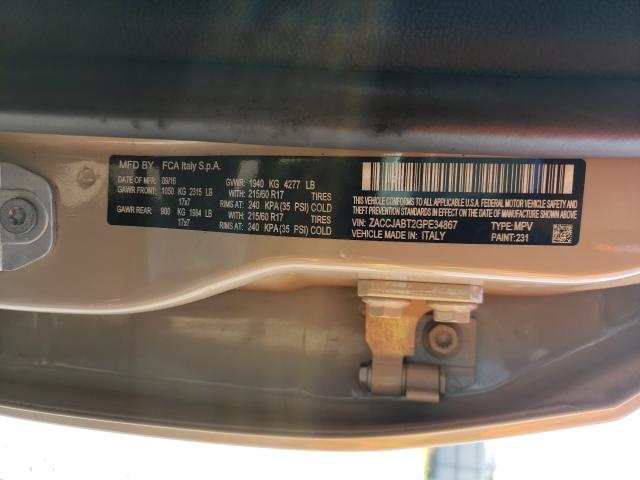 MFD BY FCA Italy S.p.A.
DATE OF MFR 09/16 GVWR: 1940 KG 4277 LB
GAWR FRONT: 1050 KG 2315 LB WITH: 215/60 R17 TIRES
17x7 RIMS AT: 240 KPA(35 PSI) COLD
GAWR REAR: 900 KG 1984 LB WITH: 215/60 R17 TIRES
17x7 RIMS AT: 240 KPA(35 PSI) COLD
THIS VEHICLE CONFORMS TO ALL APPLICABLE U.S.A. FEDERAL MOTOR VEHICLE SAFETY AND
THEFT PREVENTION STANDARDS IN EFFECT ON THE DATE OF MANUFACTURE SHOWN ABOVE.
VIN: ZACCJABT2GPE34867 TYPE: MPV
VEHICLE MADE IN: ITALY PAINT: 231